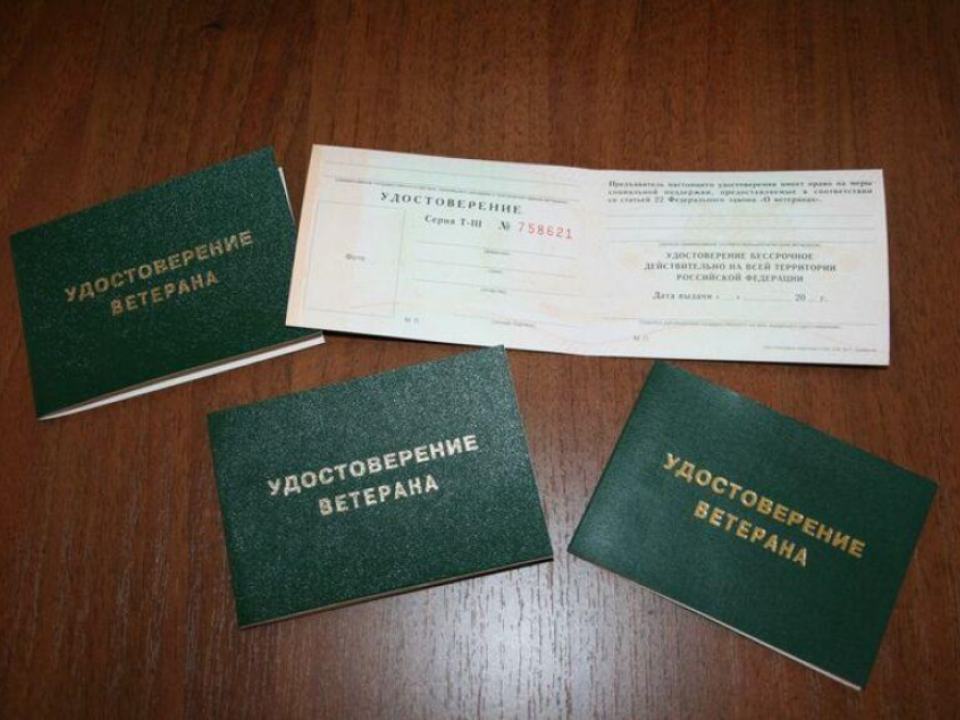 УДОСТОВЕРЕНИЕ
ВЕТЕРАНА
УДОСТОВЕРЕНИЕ
Серия Т-III № 758621
Фото
М.П.
Предъявитель настоящего удостоверения имеет право на меры
социальной поддержки, предоставляемые в соответствии
со статьей 22 Федерального закона «О ветеранах».
УДОСТОВЕРЕНИЕ БЕССРОЧНОЕ
ДЕЙСТВИТЕЛЬНО НА ВСЕЙ ТЕРРИТОРИИ
РОССИЙСКОЙ ФЕДЕРАЦИИ
Дата выдачи « » 20 г.
М.П.
УДОСТОВЕРЕНИЕ
ВЕТЕРАНА
УДОСТОВЕРЕНИЕ
ВЕТЕРАНА